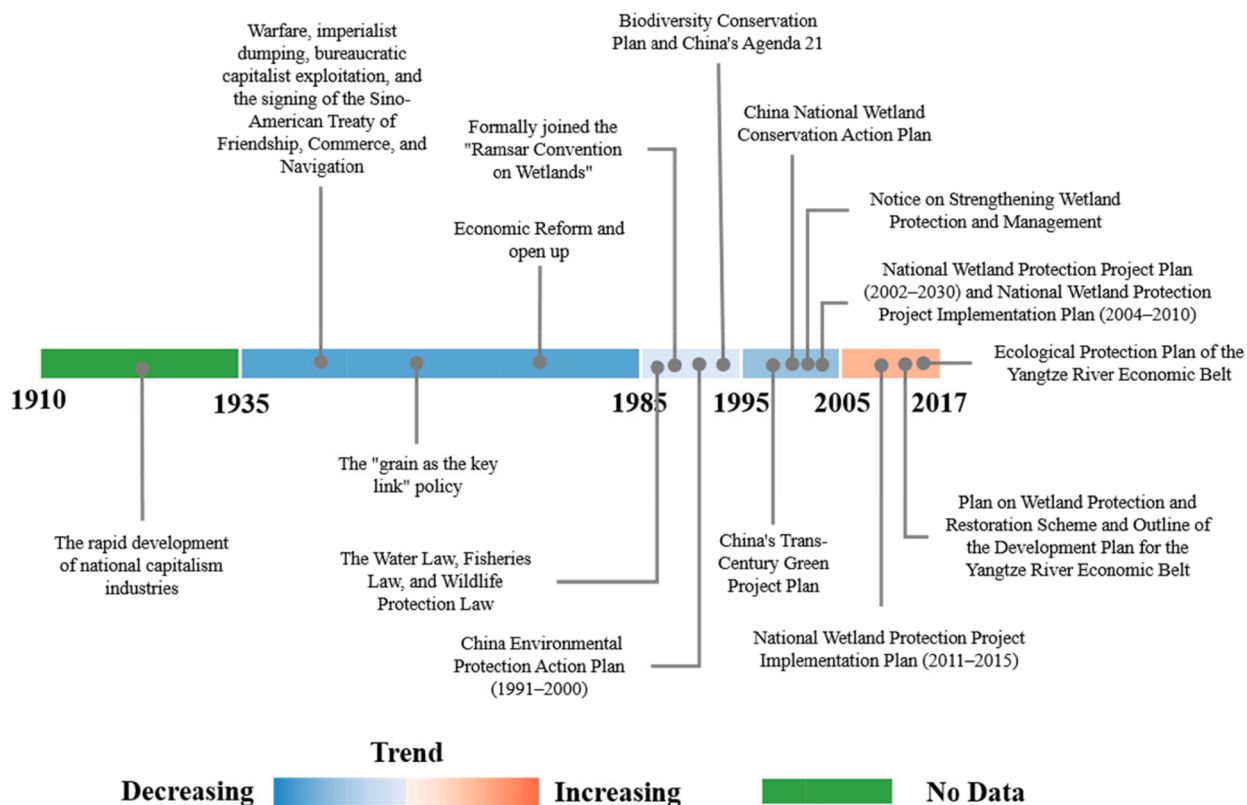 Warfare, imperialist
dumping, bureaucratic
capitalist exploitation, and
the signing of the Sino-
American Treaty of
Friendship, Commerce, and
Navigation
Formally joined the
"Ramsar Convention
on Wetlands"
Economic Reform and
open up
Biodiversity Conservation
Plan and China's Agenda 21
China National Wetland
Conservation Action Plan
Notice on Strengthening Wetland
Protection and Management
National Wetland Protection Project Plan
(2002–2030) and National Wetland Protection
Project Implementation Plan (2004–2010)
Ecological Protection Plan of the
Yangtze River Economic Belt
1910
1935
1985
1995
2005
2017
The rapid development
of national capitalism
industries
The "grain as the key
link" policy
The Water Law, Fisheries
Law, and Wildlife
Protection Law
China Environmental
Protection Action Plan
(1991–2000)
China's Trans-
Century Green
Project Plan
National Wetland Protection Project
Implementation Plan (2011–2015)
Plan on Wetland Protection and
Restoration Scheme and Outline of
the Development Plan for the
Yangtze River Economic Belt
Trend
Decreasing
Increasing
No Data